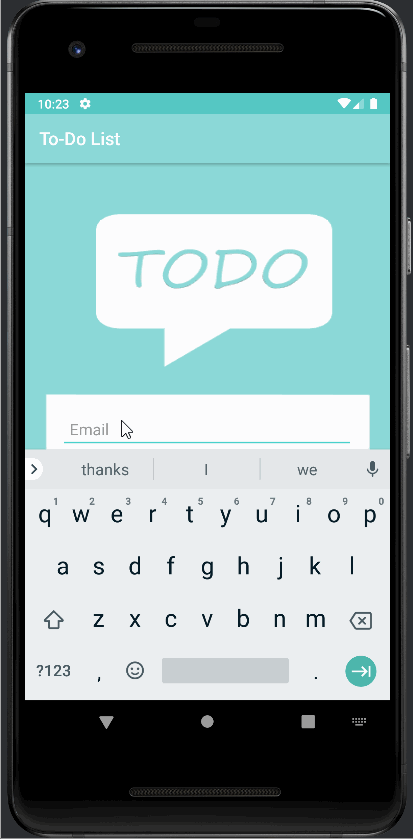 10:23
To-Do List
TODO
Email
thanks I we
1 2 3 4 5 6 7 8 9 0
q w e r t y u i o p
a s d f g h j k l
z x c v b n m
?123 , .